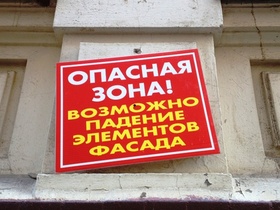 ОПАСНАЯ
ЗОНА!
ВОЗМОЖНО
ПАДЕНИЕ
ЭЛЕМЕНТОВ
ФАСАДА